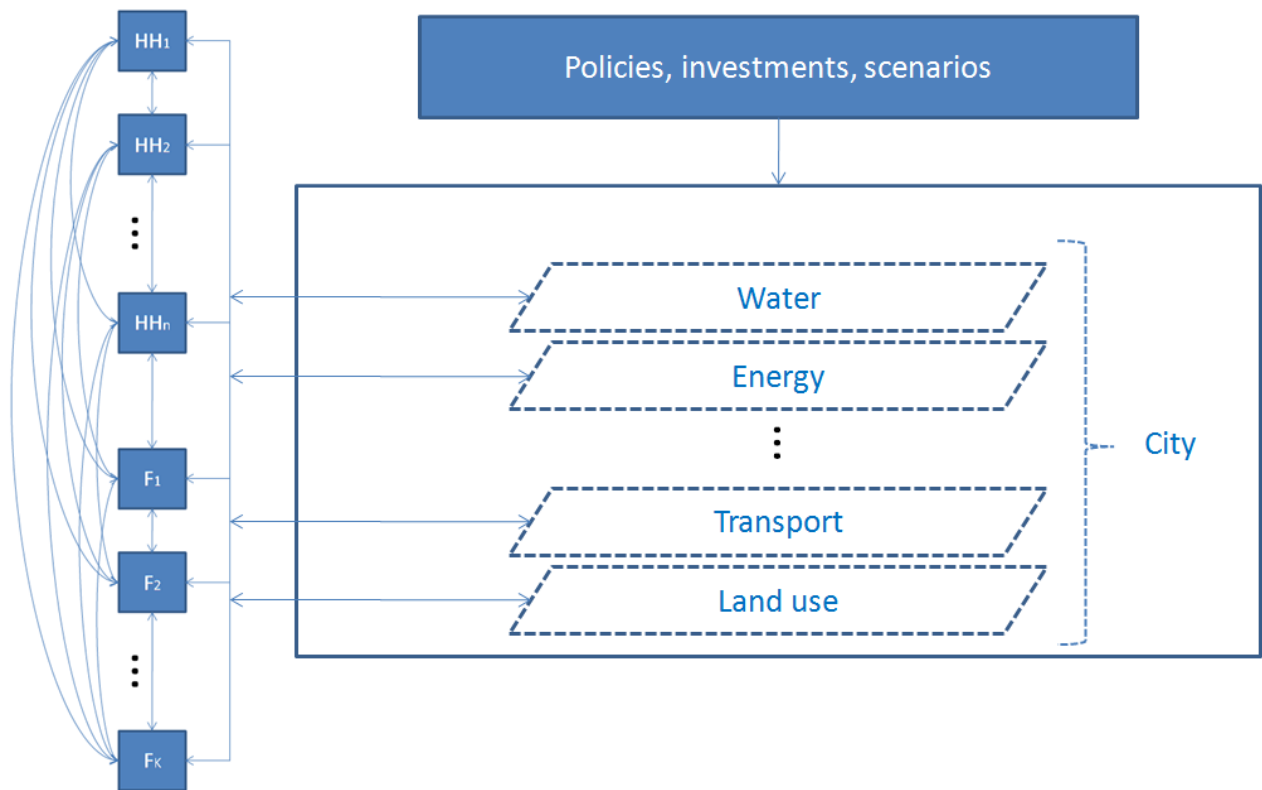 HH₁
HH₂
HHₙ
F₁
F₂
Fₖ
Policies, investments, scenarios
Water
Energy
Transport
Land use
City